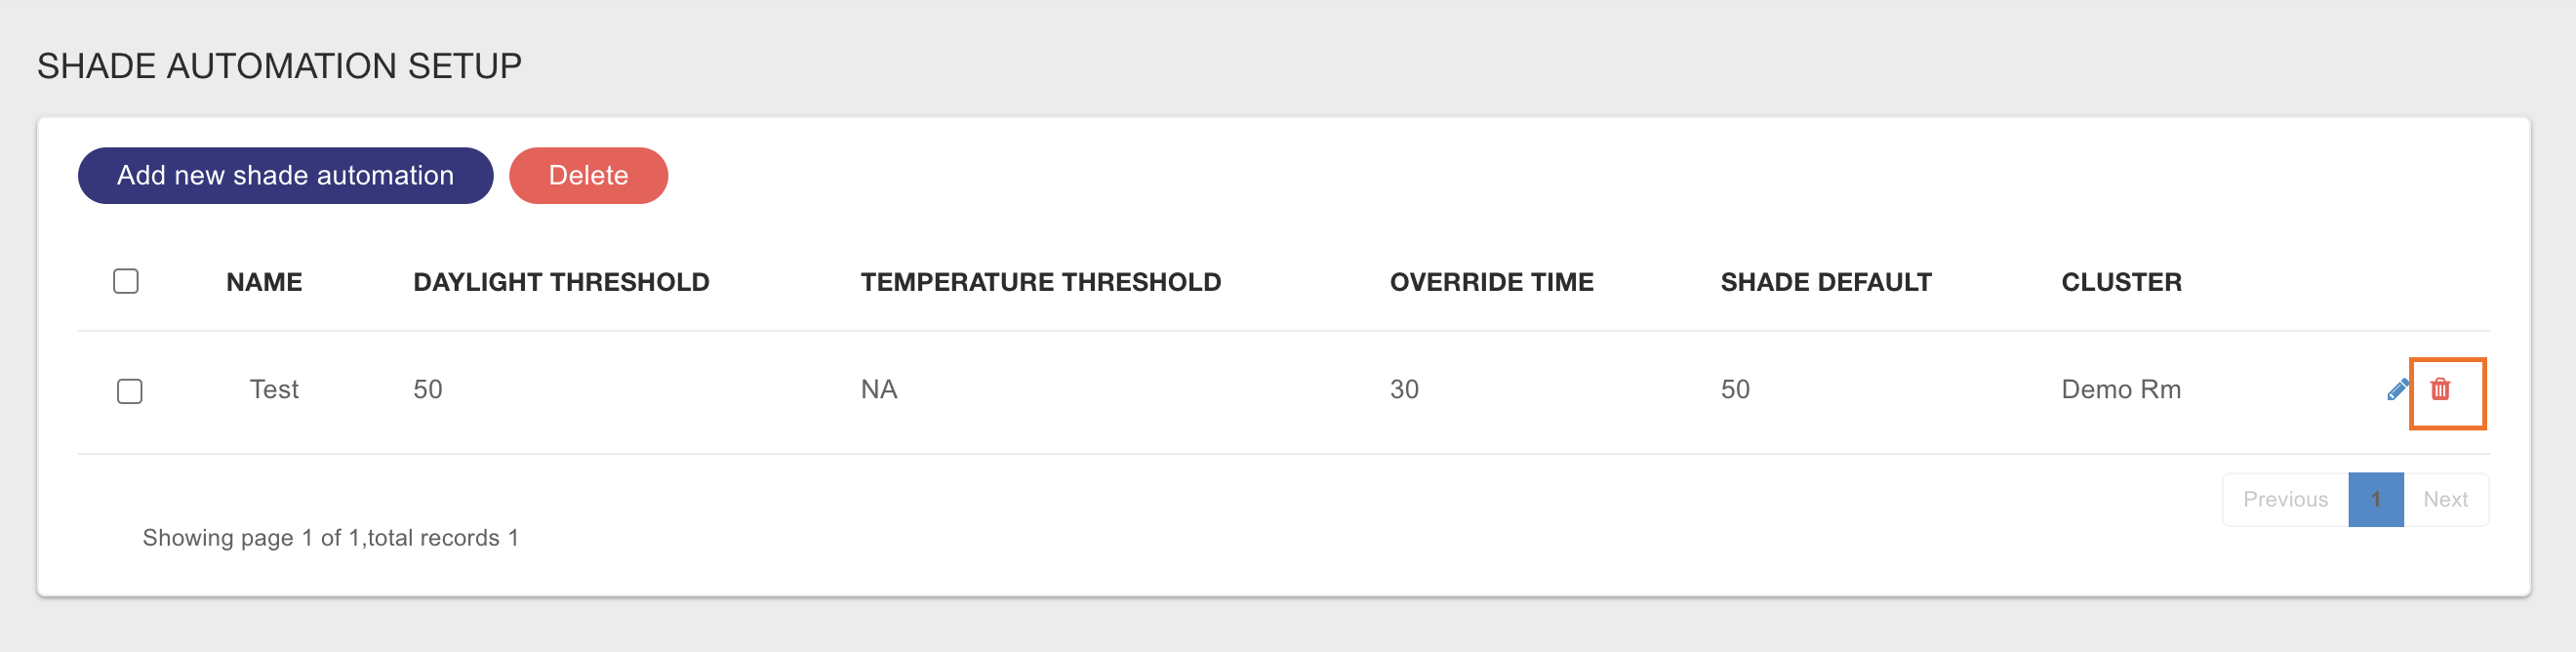 SHADE AUTOMATION SETUP
Add new shade automation Delete
NAME DAYLIGHT THRESHOLD TEMPERATURE THRESHOLD OVERRIDE TIME SHADE DEFAULT CLUSTER
Test 50 NA 30 50 Demo Rm
Previous 1 Next
Showing page 1 of 1,total records 1